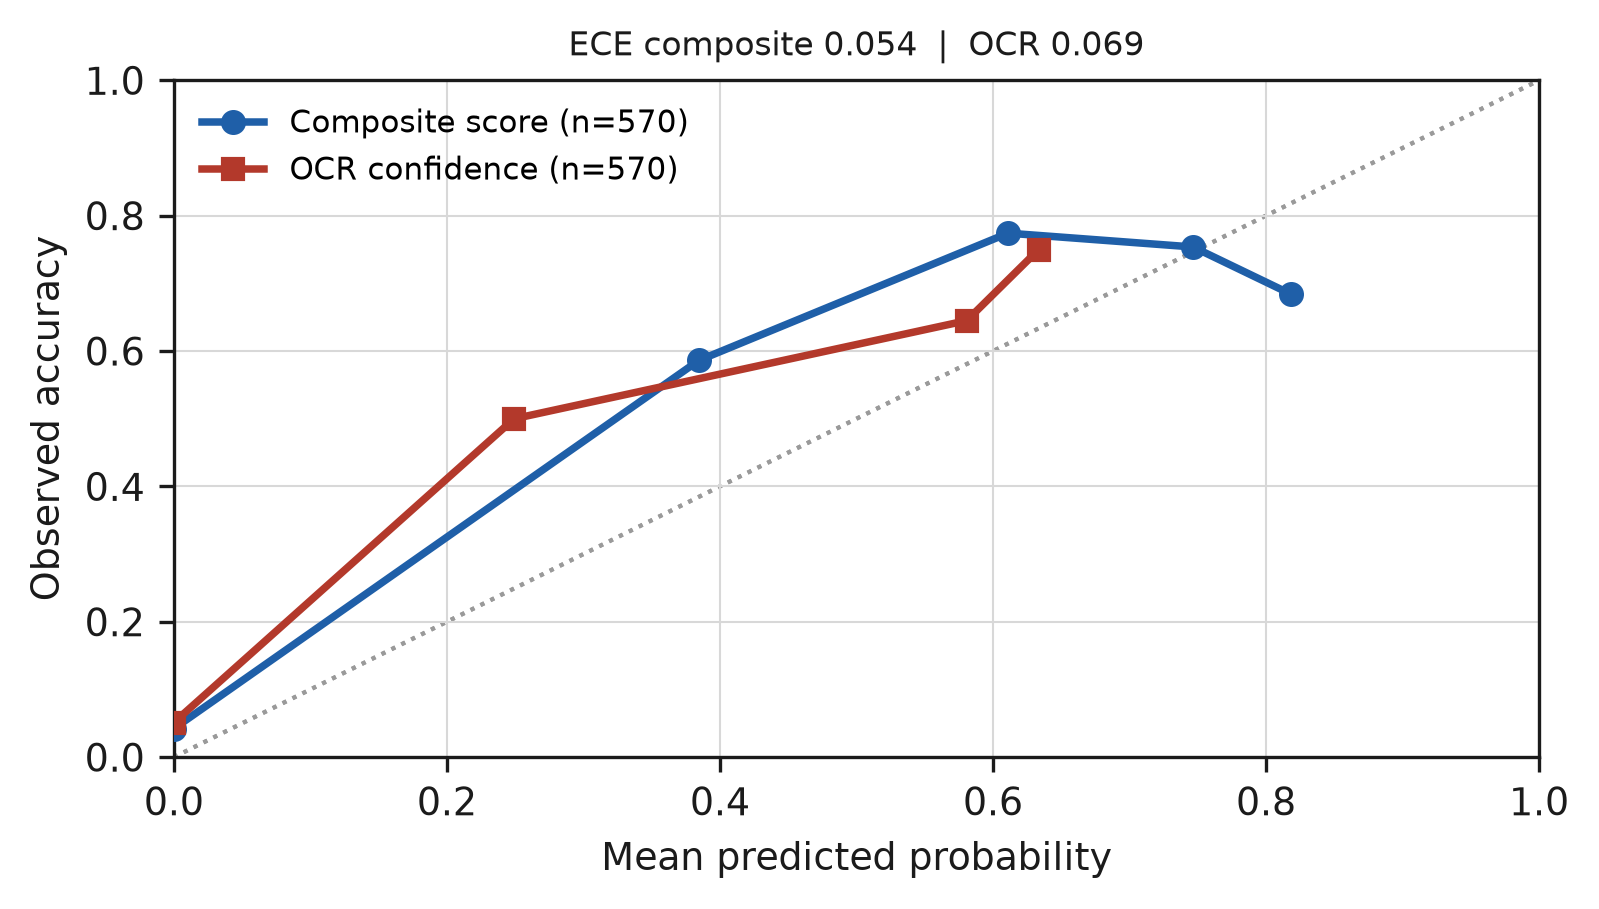 ECE composite 0.054 | OCR 0.069
Composite score (n=570)
OCR confidence (n=570)
Observed accuracy
1.0
0.8
0.6
0.4
0.2
0.0
0.0 0.2 0.4 0.6 0.8 1.0
Mean predicted probability